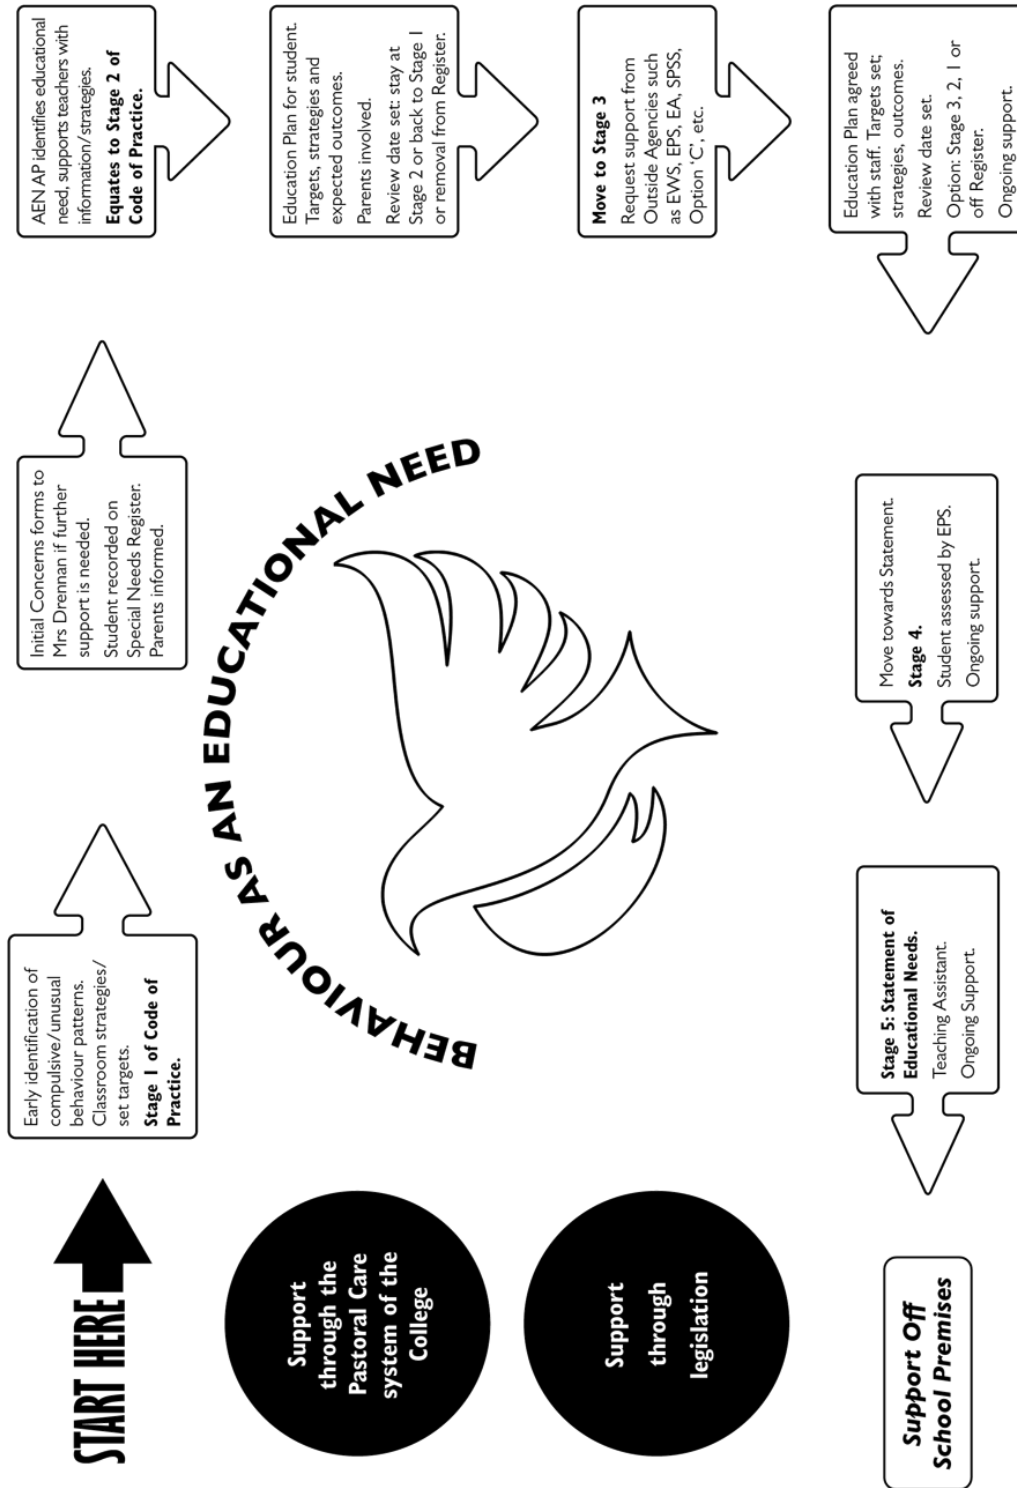 START HERE
Early identification of
compulsive/unusual
behaviour patterns.
Classroom strategies/
set targets.
Stage 1 of Code of
Practice.
Initial Concerns forms to
Mrs Drennan if further
support is needed.
Student recorded on
Special Needs Register.
Parents informed.
AEN AP identifies educational
need, supports teachers with
information/strategies.
Equates to Stage 2 of
Code of Practice.
Education Plan for student.
Targets, strategies and
expected outcomes.
Parents involved.
Review date set: stay at
Stage 2 or back to Stage 1
or removal from Register.
Move to Stage 3
Request support from
Outside Agencies such
as EWS, EPS, EA, SPSS,
Option ‘C’, etc.
Education Plan agreed
with staff. Targets set;
strategies, outcomes.
Review date set.
Option: Stage 3, 2, 1 or
off Register.
Ongoing support.
Move towards Statement.
Stage 4.
Student assessed by EPS.
Ongoing support.
Stage 5: Statement of
Educational Needs.
Teaching Assistant.
Ongoing Support.
Support Off
School Premises
BEHAVIOUR AS AN EDUCATIONAL NEED
Support
through the
Pastoral Care
system of the
College
Support
through
legislation